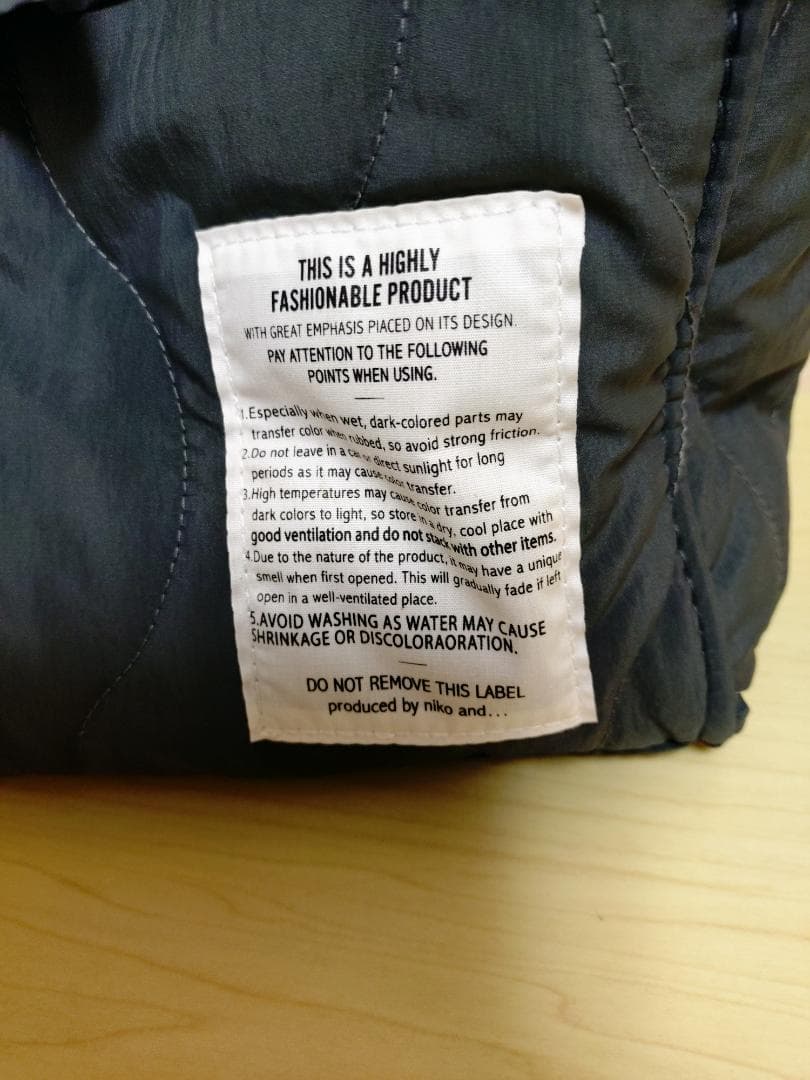 THIS IS A HIGHLY
FASHIONABLE PRODUCT
WITH GREAT EMPHASIS PIACED ON ITS DESIGN.
PAY ATTENTION TO THE FOLLOWING
POINTS WHEN USING.
1.Especially when wet, dark-colored parts may
transfer color when rubbed, so avoid strong friction.
2.Do not leave in a car or direct sunlight for long
periods as it may cause color transfer.
3.High temperatures may cause color transfer from
dark colors to light, so store in a dry, cool place with
good ventilation and do not stack with other items.
4.Due to the nature of the product, it may have a unique
smell when first opened. This will gradually fade if left
open in a well-ventilated place.
5.AVOID WASHING AS WATER MAY CAUSE
SHRINKAGE OR DISCOLORAORATION.
DO NOT REMOVE THIS LABEL
produced by niko and...